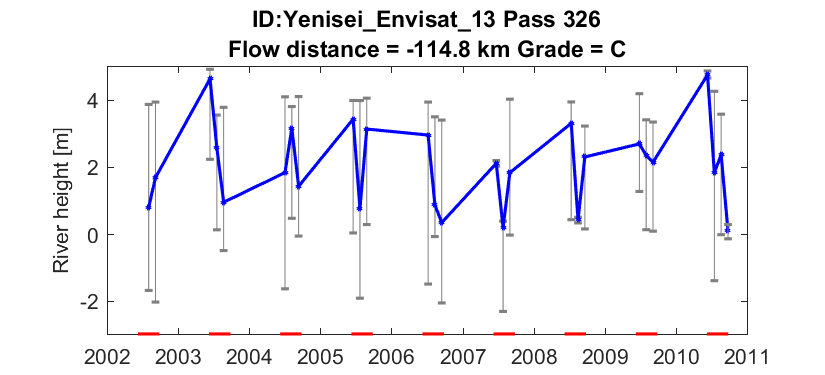 ID:Yenisei_Envisat_13 Pass 326
Flow distance = -114.8 km Grade = C
River height [m]
4
2
0
-2
2002 2003 2004 2005 2006 2007 2008 2009 2010 2011